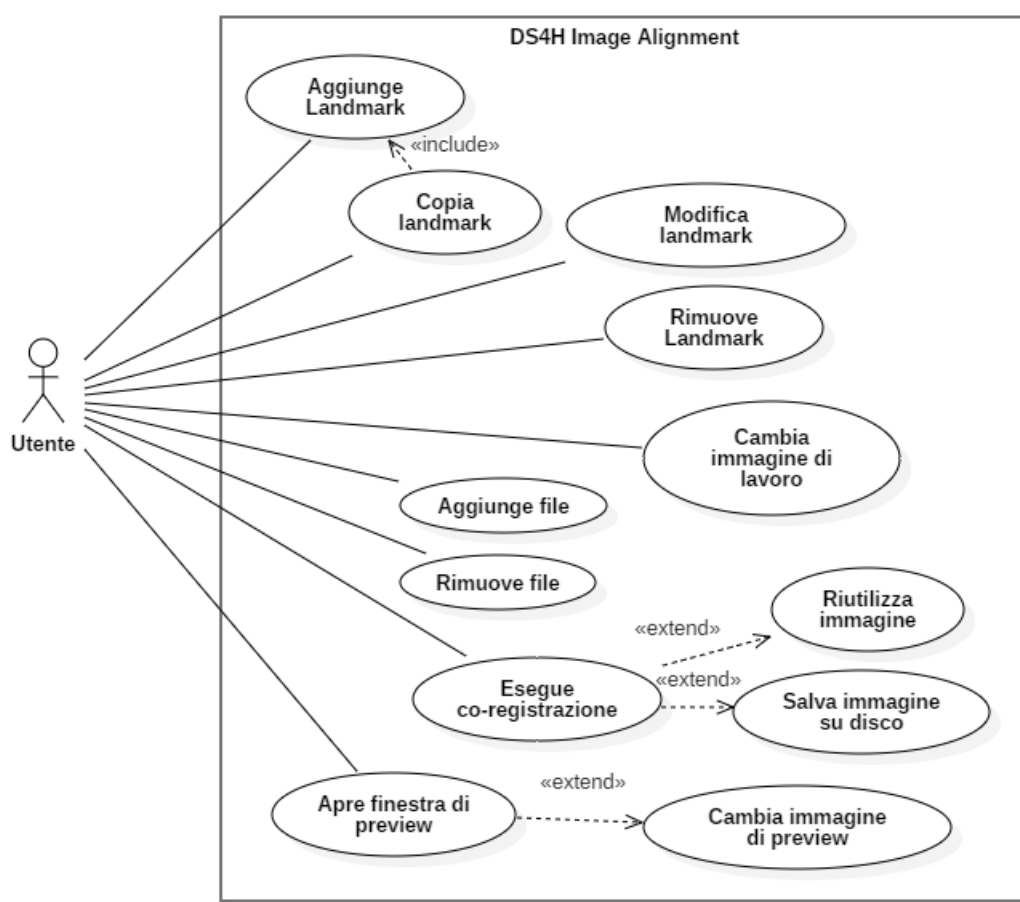 DS4H Image Alignment
Aggiunge
Landmark
«include»
Copia
landmark
Modifica
landmark
Rimuove
Landmark
Utente
Cambia
immagine di
lavoro
Aggiunge file
Rimuove file
Riutilizza
immagine
«extend»
«extend»
Esegue
co-registrazione
Salva immagine
su disco
«extend»
Apre finestra di
preview
Cambia immagine
di preview